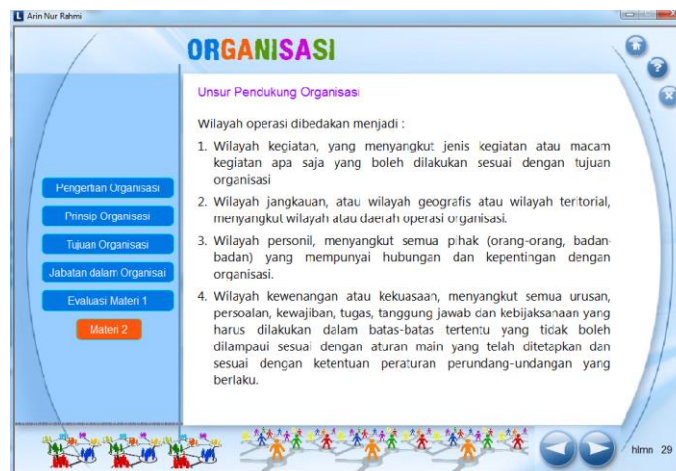 Arin Nur Rahmi
ORGANISASI
Unsur Pendukung Organisasi
Wilayah operasi dibedakan menjadi :
1. Wilayah kegiatan, yang menyangkut jenis kegiatan atau macam
kegiatan apa saja yang boleh dilakukan sesuai dengan tujuan
organisasi
2. Wilayah jangkauan, atau wilayah geografis atau wilayah teritorial,
menyangkut wilayah atau daerah operasi organisasi.
3. Wilayah personil, menyangkut semua pihak (orang-orang, badan-
badan) yang mempunyai hubungan dan kepentingan dengan
organisasi.
4. Wilayah kewenangan atau kekuasaan, menyangkut semua urusan,
persoalan, kewajiban, tugas, tanggung jawab dan kebijaksanaan yang
harus dilakukan dalam batas-batas tertentu yang tidak boleh
dilampaui sesuai dengan aturan main yang telah ditetapkan dan
sesuai dengan ketentuan peraturan perundang-undangan yang
berlaku.
Pengertian Organisasi
Prinsip Organisesi
Tujuan Organisasi
Jabatan dalam Organisai
Evaluasi Materi 1
Materi 2
hlmn 29